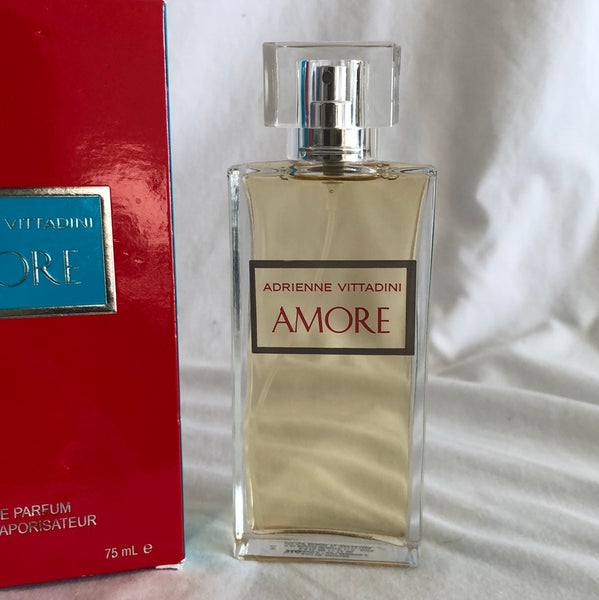 VITTADINI
ORE
E PARFUM
APORISATEUR
75 mL e
ADRIENNE VITTADINI
AMORE